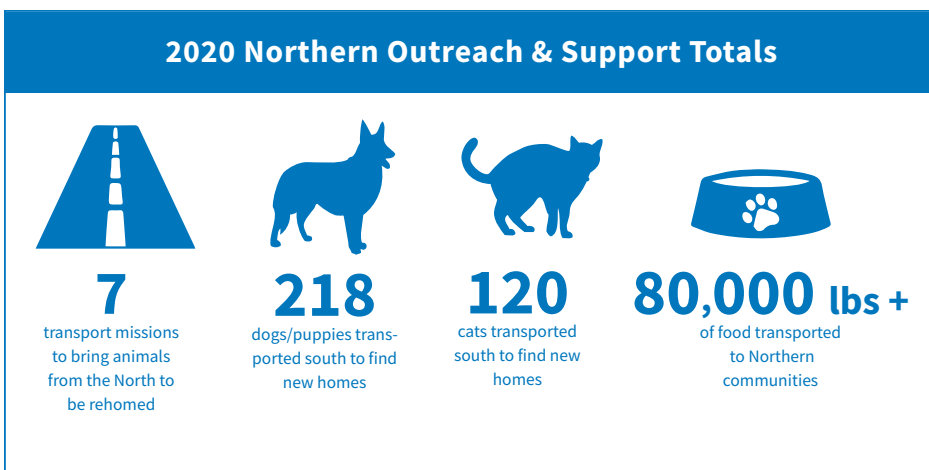 2020 Northern Outreach & Support Totals
7
transport missions
to bring animals
from the North to
be rehomed
218
dogs/puppies trans-
ported south to find
new homes
120
cats transported
south to find new
homes
80,000 lbs +
of food transported
to Northern
communities